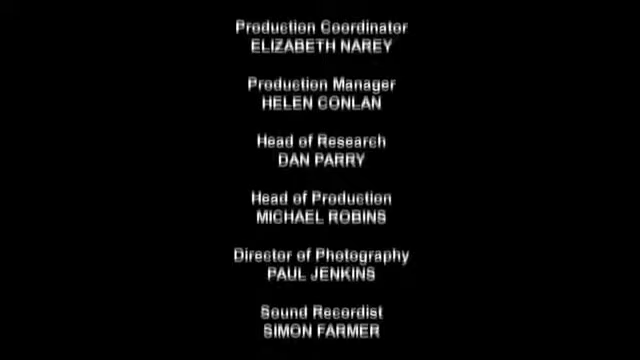 Production Coordinator
ELIZABETH NAREY
Production Manager
HELEN CONLAN
Head of Research
DAN PARRY
Head of Production
MICHAEL ROBINS
Director of Photography
PAUL JENKINS
Sound Recordist
SIMON FARMER